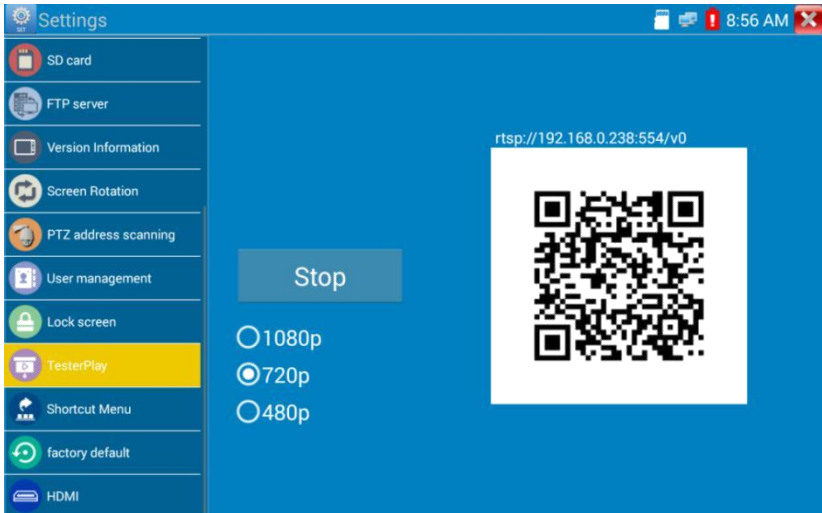 Settings
8:56 AM
SD card
FTP server
Version Information
Screen Rotation
PTZ address scanning
User management
Lock screen
TesterPlay
Shortcut Menu
factory default
HDMI
Stop
1080p
720p
480p
rtsp://192.168.0.238:554/v0